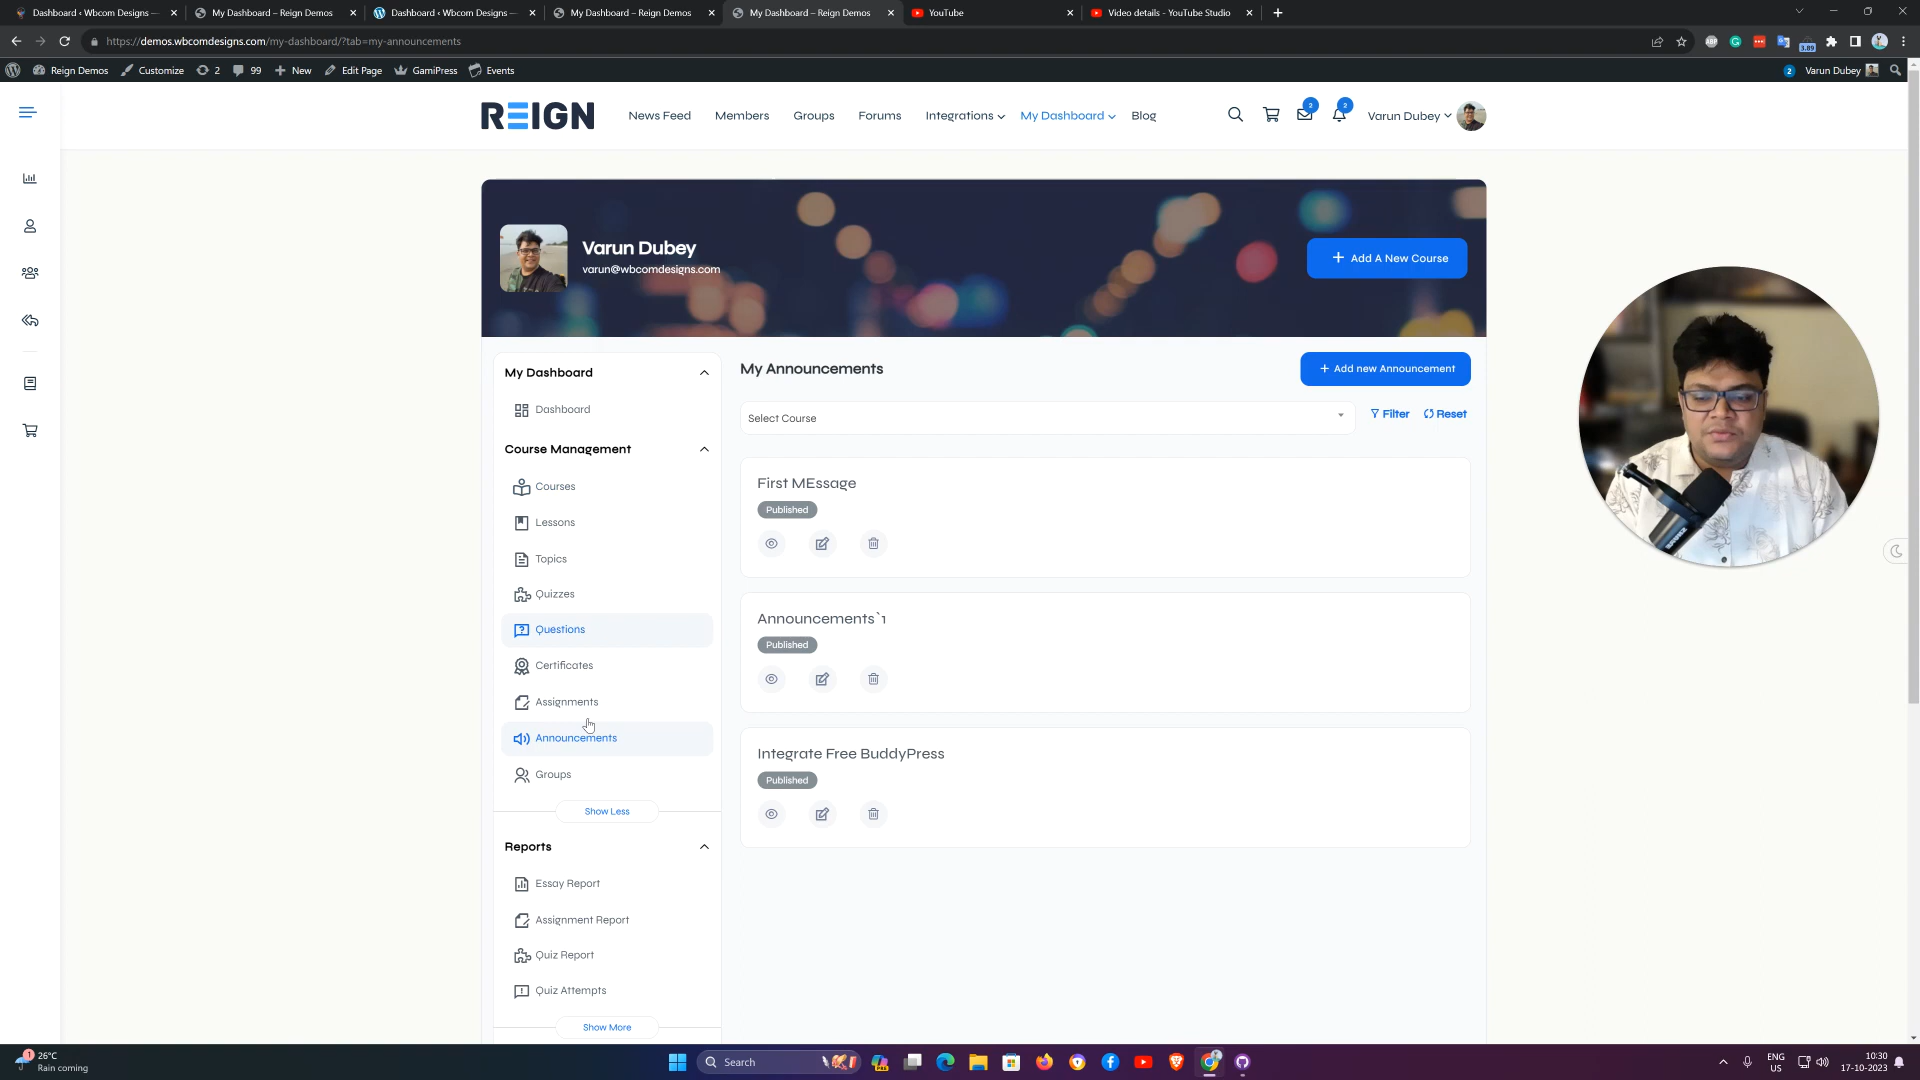 Dashboard ‹ Wbcom Designs —
My Dashboard – Reign Demos
Dashboard ‹ Wbcom Designs —
My Dashboard – Reign Demos
My Dashboard – Reign Demos
YouTube
Video details - YouTube Studio
https://demos.wbcomdesigns.com/my-dashboard/?tab=my-announcements
3.89
Reign Demos
Customize
2
99
New
Edit Page
GamiPress
Events
2
Varun Dubey
REIGN
News Feed
Members
Groups
Forums
Integrations
My Dashboard
Blog
2
2
Varun Dubey
Varun Dubey
varun@wbcomdesigns.com
+ Add A New Course
My Dashboard
Dashboard
Course Management
Courses
Lessons
Topics
Quizzes
Questions
Certificates
Assignments
Announcements
Groups
Show Less
Reports
Essay Report
Assignment Report
Quiz Report
Quiz Attempts
Show More
My Announcements
+ Add new Announcement
Select Course
Filter
Reset
First MEssage
Published
Announcements`1
Published
Integrate Free BuddyPress
Published
1
26°C
Rain coming
Search
ENG
US
10:30
17-10-2023